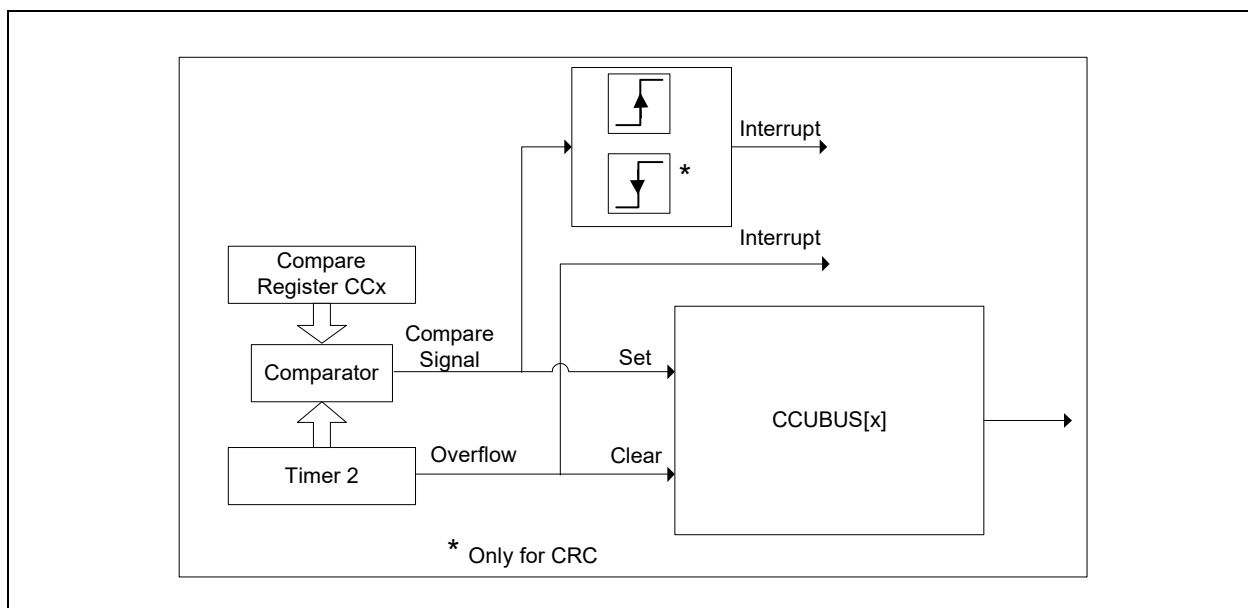 *
Interrupt
Interrupt
Compare
Register CCx
Compare
Signal
Set
Comparator
CCUBUS[x]
Overflow
Clear
Timer 2
* Only for CRC